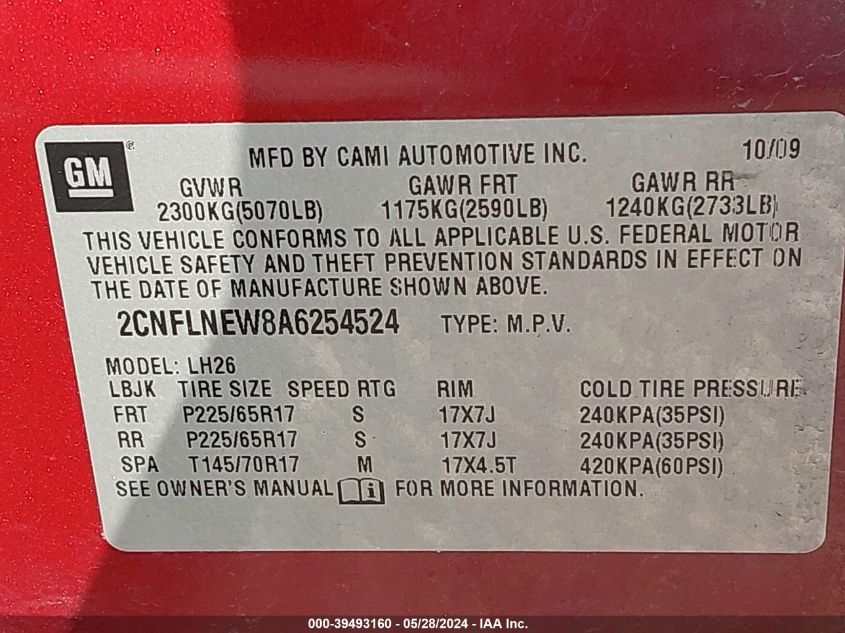 GM ® MFD BY CAMI AUTOMOTIVE INC. 10/09
GVWR GAWR FRT GAWR RR
2300KG(5070LB) 1175KG(2590LB) 1240KG(2733LB)
THIS VEHICLE CONFORMS TO ALL APPLICABLE U.S. FEDERAL MOTOR
VEHICLE SAFETY AND THEFT PREVENTION STANDARDS IN EFFECT ON
THE DATE OF MANUFACTURE SHOWN ABOVE.
2CNFLNEW8A6254524 TYPE: M.P.V.
MODEL: LH26
LBJK TIRE SIZE SPEED RTG RIM COLD TIRE PRESSURE
FRT P225/65R17 S 17X7J 240KPA(35PSI)
RR P225/65R17 S 17X7J 240KPA(35PSI)
SPA T145/70R17 M 17X4.5T 420KPA(60PSI)
SEE OWNER'S MANUAL i FOR MORE INFORMATION.
000-39493160 - 05/28/2024 - IAA Inc.